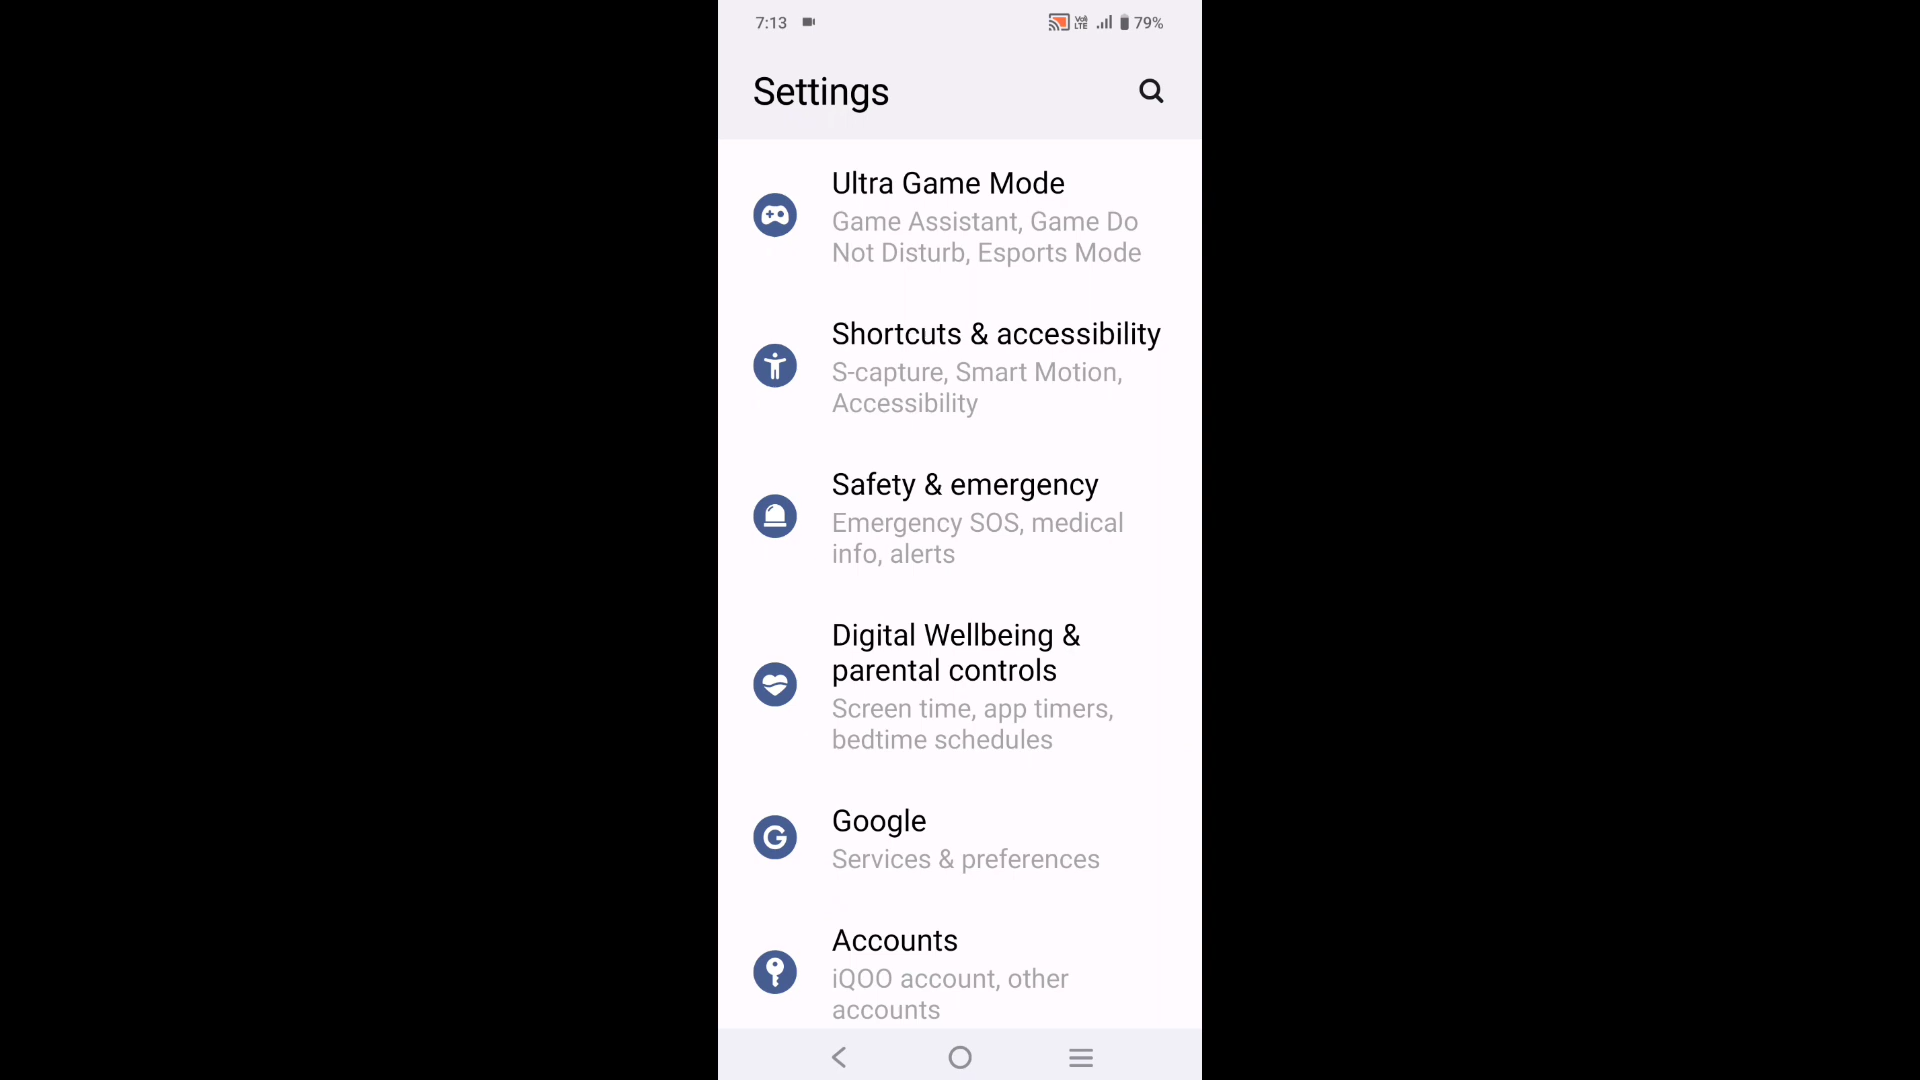 7:13
Vo) LTE
79%
Settings
Ultra Game Mode
Game Assistant, Game Do
Not Disturb, Esports Mode
Shortcuts & accessibility
S-capture, Smart Motion,
Accessibility
Safety & emergency
Emergency SOS, medical
info, alerts
Digital Wellbeing &
parental controls
Screen time, app timers,
bedtime schedules
Google
Services & preferences
Accounts
iQOO account, other
accounts